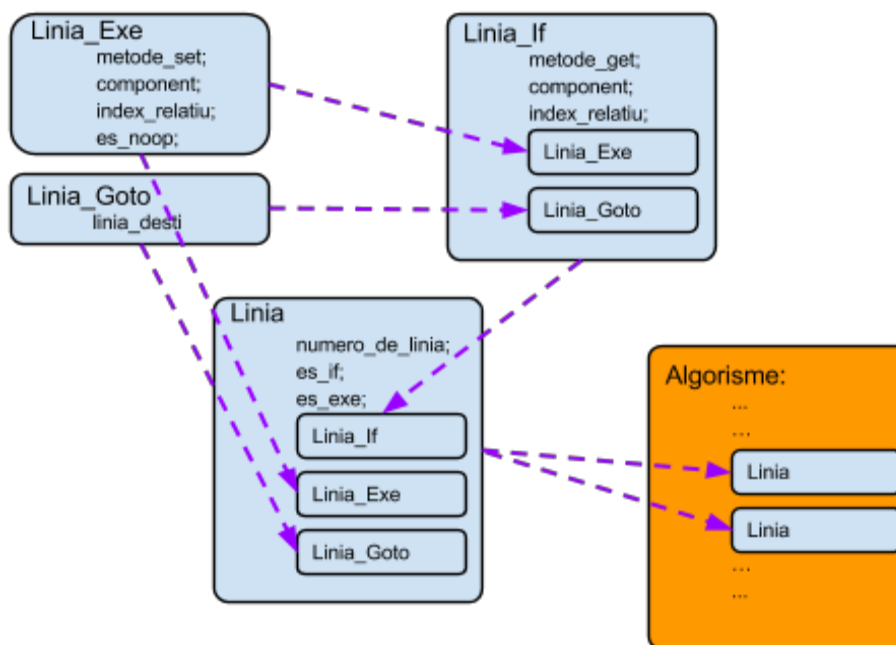 Linia_Exe
metode_set;
component;
index_relatiu;
es_noop;
Linia_Goto
linia_desti
Linia_If
metode_get;
component;
index_relatiu;
Linia_Exe
Linia_Goto
Linia
numero_de_linia;
es_if;
es_exe;
Linia_If
Linia_Exe
Linia_Goto
Algorisme:
...
...
Linia
Linia
...
...